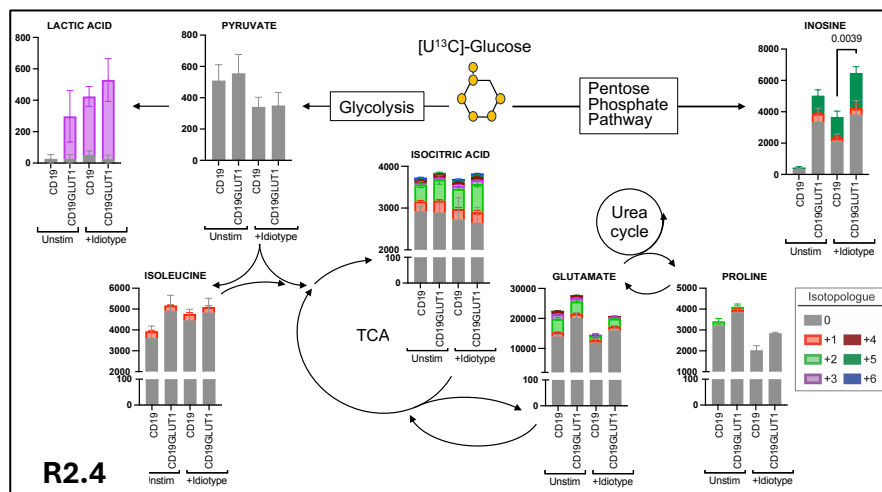 LACTIC ACID
800
600
400
200
0
CD19
CD19GLUT1
CD19
CD19GLUT1
Unstim
+Idiotype
PYRUVATE
800
600
400
200
0
CD19
CD19GLUT1
CD19
CD19GLUT1
Unstim
+Idiotype
[U¹³C]-Glucose
Glycolysis
Pentose
Phosphate
Pathway
INOSINE
0.0039
8000
6000
4000
2000
0
CD19
CD19GLUT1
CD19
CD19GLUT1
Unstim
+Idiotype
ISOCITRIC ACID
4000
3000
2000
100
0
CD19
CD19GLUT1
CD19
CD19GLUT1
Unstim
+Idiotype
Urea
cycle
TCA
ISOLEUCINE
6000
5000
4000
3000
2000
1000
100
0
CD19
CD19GLUT1
CD19
CD19GLUT1
Unstim
+Idiotype
GLUTAMATE
30000
20000
10000
100
0
CD19
CD19GLUT1
CD19
CD19GLUT1
Unstim
+Idiotype
PROLINE
5000
4000
3000
2000
1000
100
0
CD19
CD19GLUT1
CD19
CD19GLUT1
Unstim
+Idiotype
Isotopologue
0
+1
+4
+2
+5
+3
+6
R2.4